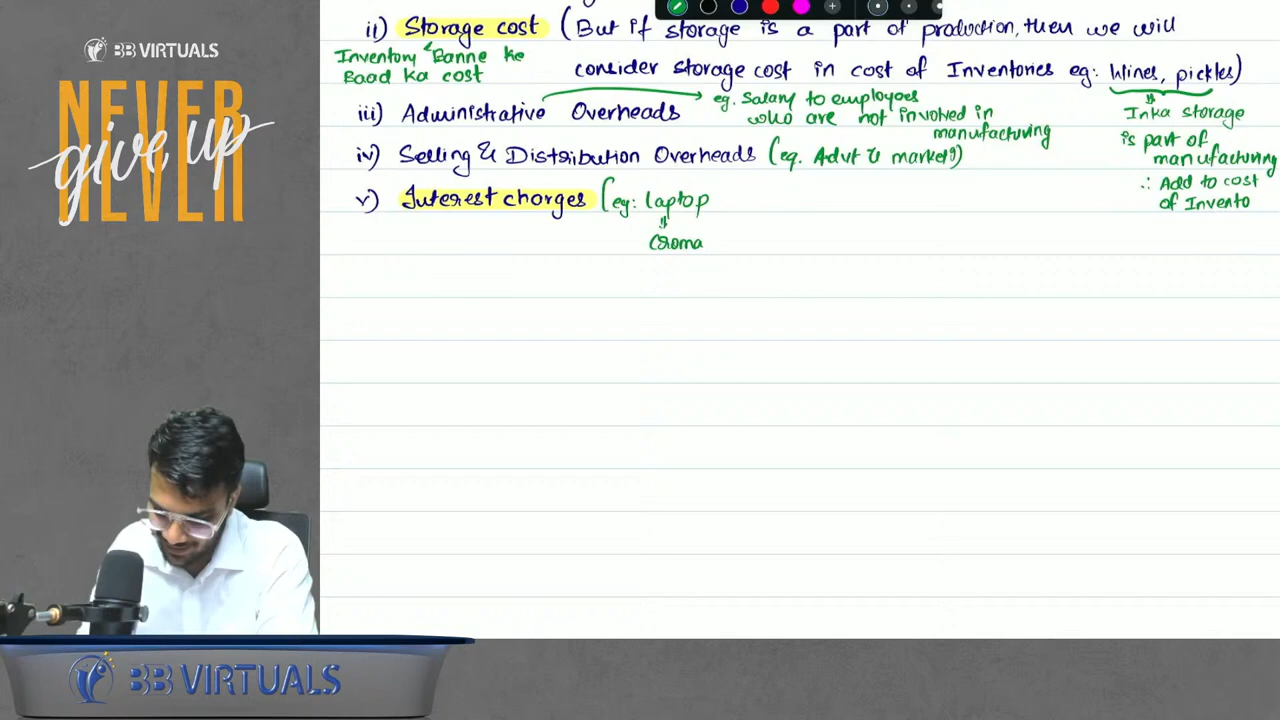 BB VIRTUALS
NEVER
give up
NEVER
ii) Storage cost (But if storage is a part of production, then we will
consider storage cost in cost of Inventories eg: Wines, pickles)
Inventory Banne ke
Baad ka cost
Inka storage
is part of
manufacturing
∴ Add to cost
of Invento
iii) Administrative Overheads
eg. Salary to employees
who are not involved in
manufacturing
iv) Selling & Distribution Overheads (eg. Advt & marketg)
v) Interest charges (eg: laptop
Croma
BB VIRTUALS